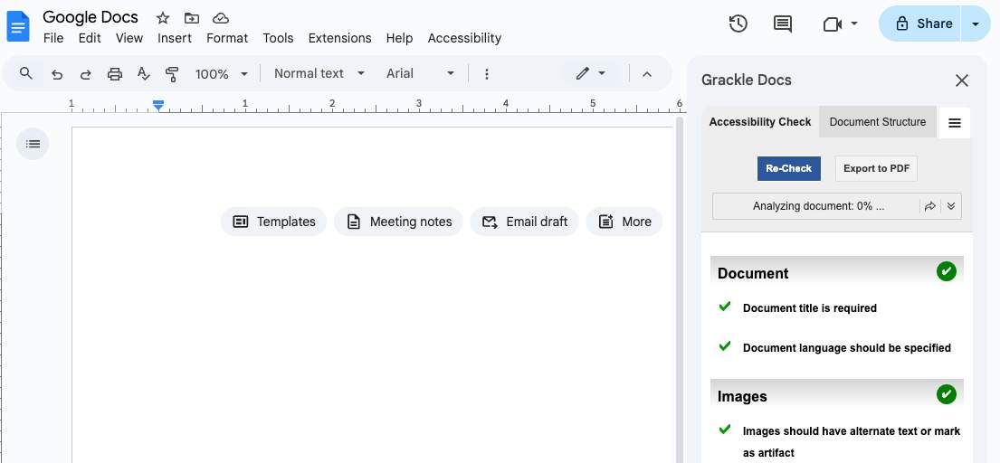 Google Docs
File Edit View Insert Format Tools Extensions Help Accessibility
Share
100% Normal text Arial
1 1 2 3 4 5 6
Templates Meeting notes Email draft More
Grackle Docs
Accessibility Check Document Structure
Re-Check Export to PDF
Analyzing document: 0% ...
Document
Document title is required
Document language should be specified
Images
Images should have alternate text or mark
as artifact